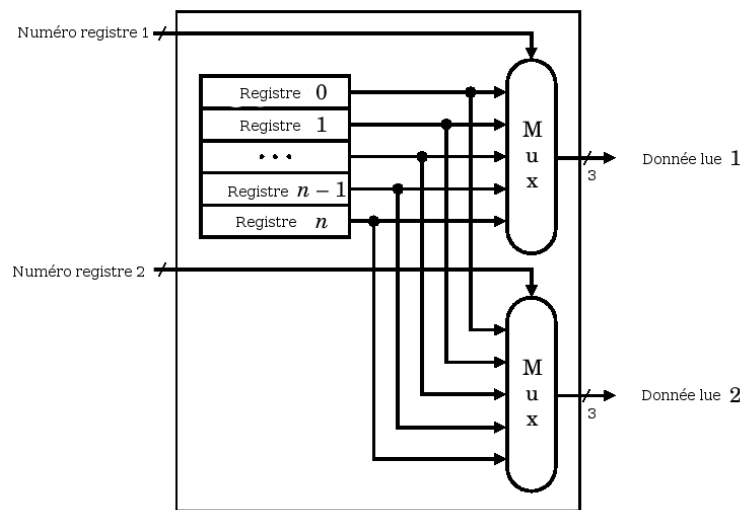 Numéro registre 1
Registre 0
Registre 1
...
Registre n − 1
Registre n
M
u
x
3
Donnée lue 1
Numéro registre 2
M
u
x
3
Donnée lue 2